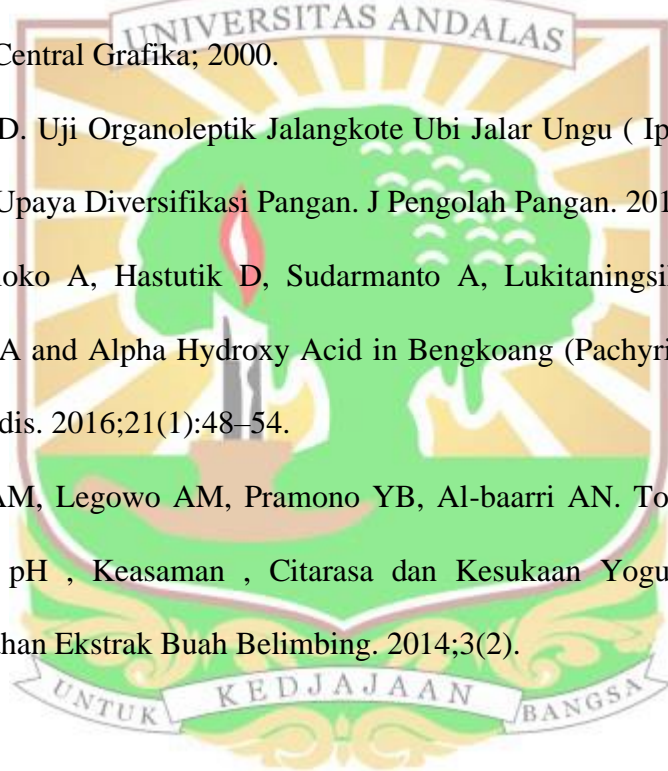 UNIVERSITAS ANDALAS
Central Grafika; 2000.
D. Uji Organoleptik Jalangkote Ubi Jalar Ungu ( Ip
Upaya Diversifikasi Pangan. J Pengolah Pangan. 201
oko A, Hastutik D, Sudarmanto A, Lukitaningsi
A and Alpha Hydroxy Acid in Bengkoang (Pachyri
dis. 2016;21(1):48–54.
AM, Legowo AM, Pramono YB, Al-baarri AN. To
pH , Keasaman , Citarasa dan Kesukaan Yogu
han Ekstrak Buah Belimbing. 2014;3(2).
UNTUK KEDJAJAAN BANGSA